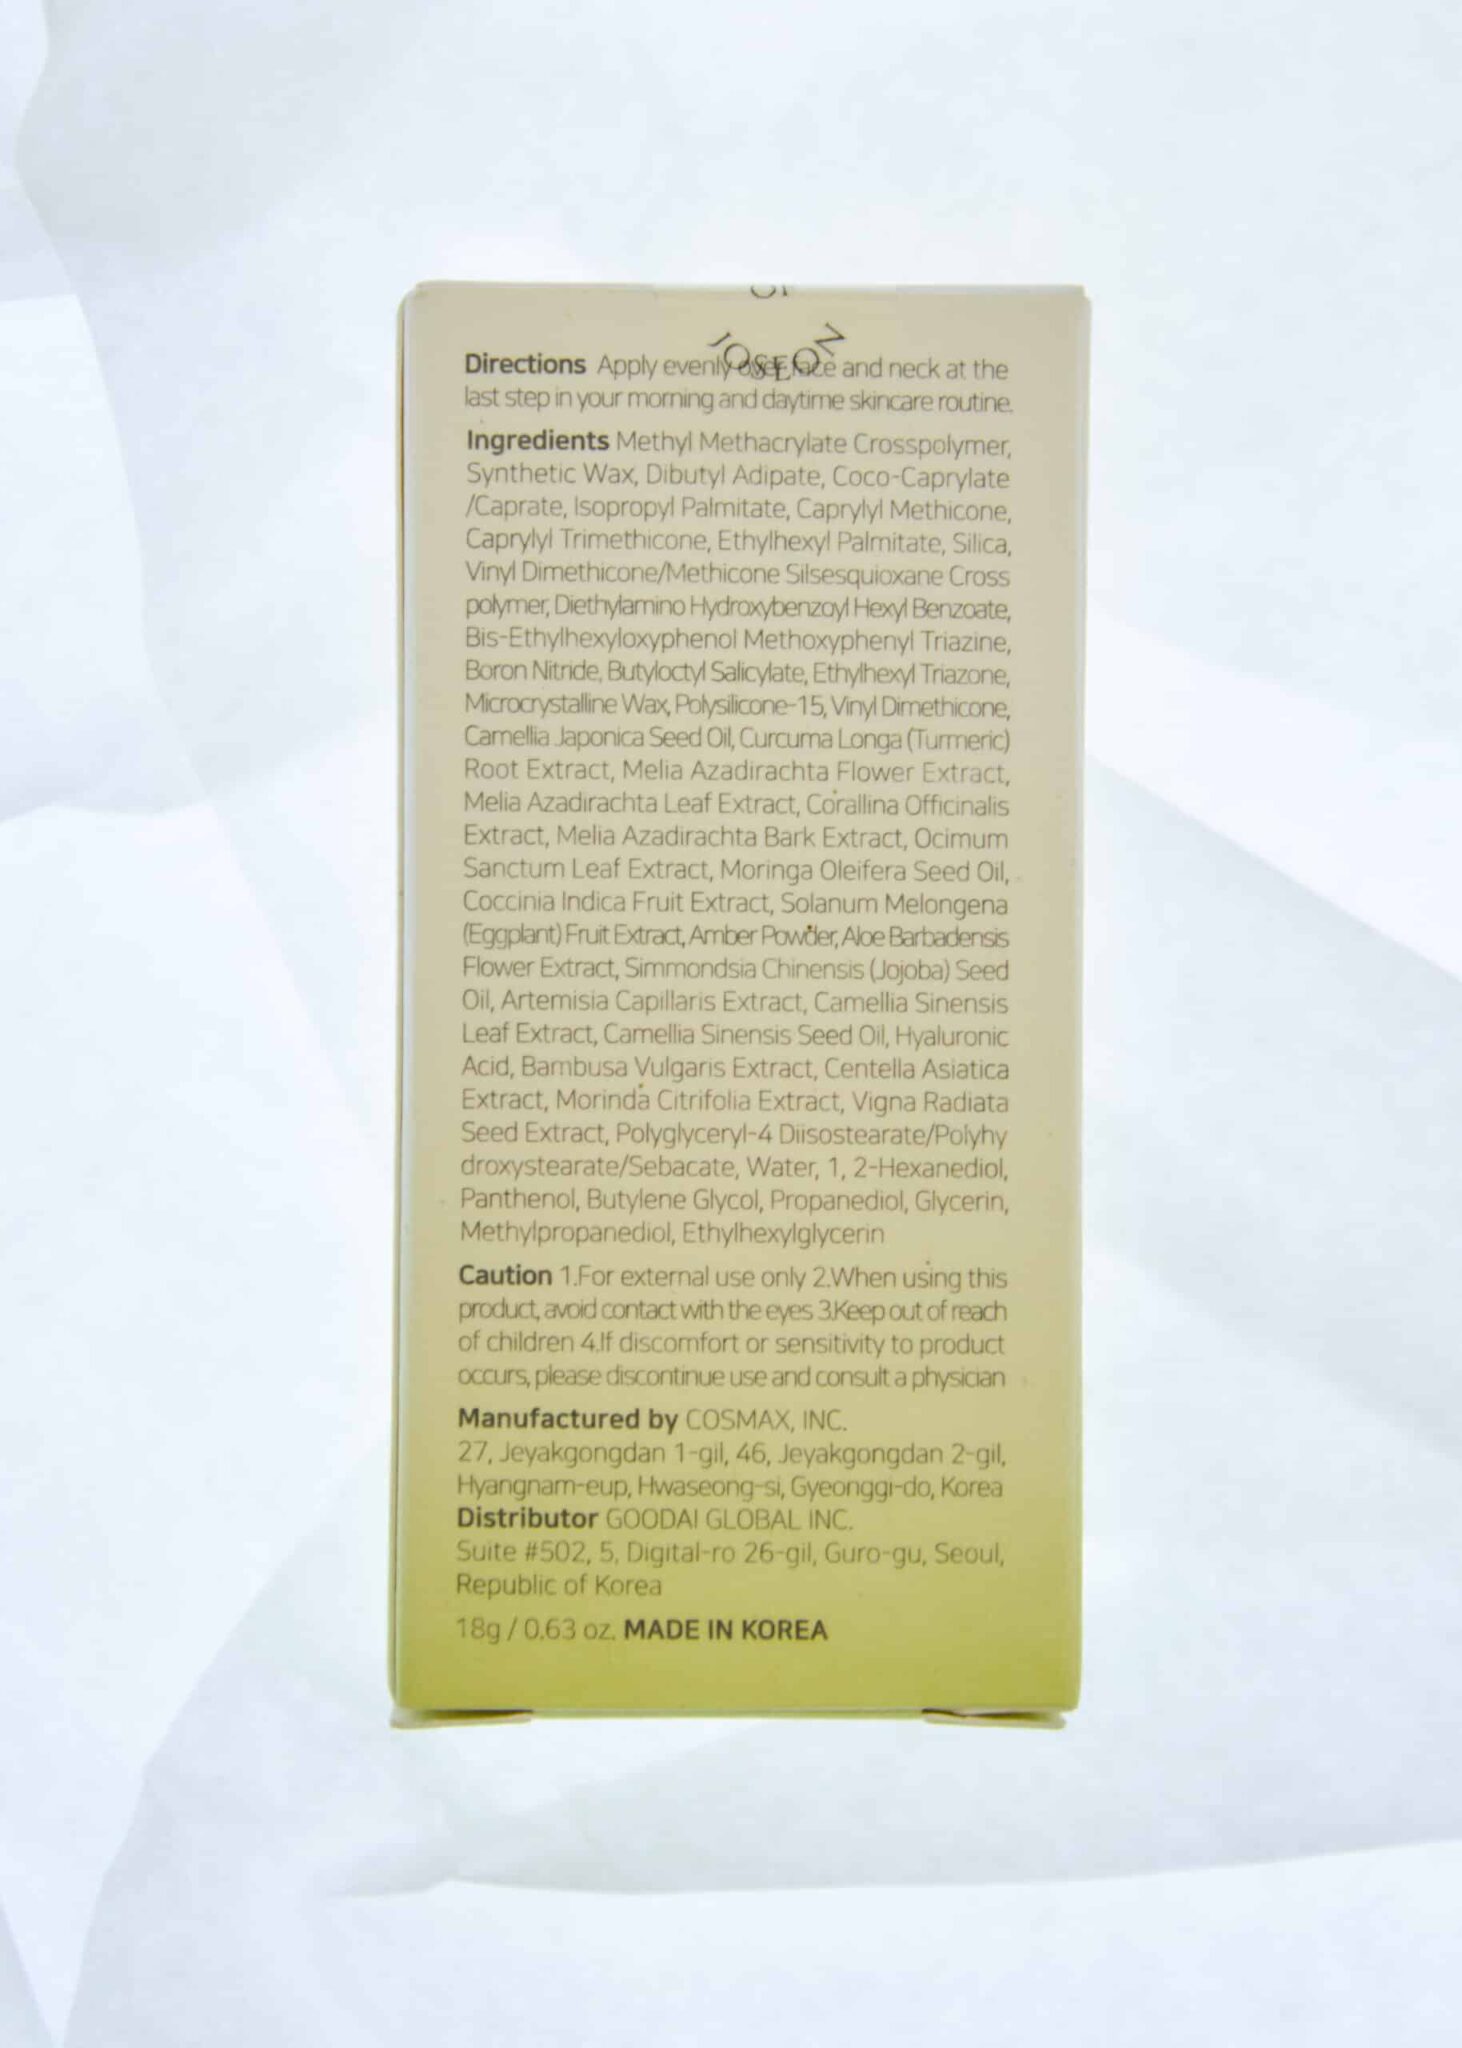 JOSEON
Directions Apply evenly over face and neck at the
last step in your morning and daytime skincare routine.
Ingredients Methyl Methacrylate Crosspolymer,
Synthetic Wax, Dibutyl Adipate, Coco-Caprylate
/Caprate, Isopropyl Palmitate, Caprylyl Methicone,
Caprylyl Trimethicone, Ethylhexyl Palmitate, Silica,
Vinyl Dimethicone/Methicone Silsesquioxane Cross
polymer, Diethylamino Hydroxybenzoyl Hexyl Benzoate,
Bis-Ethylhexyloxyphenol Methoxyphenyl Triazine,
Boron Nitride, Butyloctyl Salicylate, Ethylhexyl Triazone,
Microcrystalline Wax, Polysilicone-15, Vinyl Dimethicone,
Camellia Japonica Seed Oil, Curcuma Longa (Turmeric)
Root Extract, Melia Azadirachta Flower Extract,
Melia Azadirachta Leaf Extract, Corallina Officinalis
Extract, Melia Azadirachta Bark Extract, Ocimum
Sanctum Leaf Extract, Moringa Oleifera Seed Oil,
Coccinia Indica Fruit Extract, Solanum Melongena
(Eggplant) Fruit Extract, Amber Powder, Aloe Barbadensis
Flower Extract, Simmondsia Chinensis (Jojoba) Seed
Oil, Artemisia Capillaris Extract, Camellia Sinensis
Leaf Extract, Camellia Sinensis Seed Oil, Hyaluronic
Acid, Bambusa Vulgaris Extract, Centella Asiatica
Extract, Morinda Citrifolia Extract, Vigna Radiata
Seed Extract, Polyglyceryl-4 Diisostearate/Polyhy
droxystearate/Sebacate, Water, 1, 2-Hexanediol,
Panthenol, Butylene Glycol, Propanediol, Glycerin,
Methylpropanediol, Ethylhexylglycerin
Caution 1.For external use only 2.When using this
product, avoid contact with the eyes 3.Keep out of reach
of children 4.If discomfort or sensitivity to product
occurs, please discontinue use and consult a physician
Manufactured by COSMAX, INC.
27, Jeyakgongdan 1-gil, 46, Jeyakgongdan 2-gil,
Hyangnam-eup, Hwaseong-si, Gyeonggi-do, Korea
Distributor GOODAI GLOBAL INC.
Suite #502, 5, Digital-ro 26-gil, Guro-gu, Seoul,
Republic of Korea
18g / 0.63 oz. MADE IN KOREA